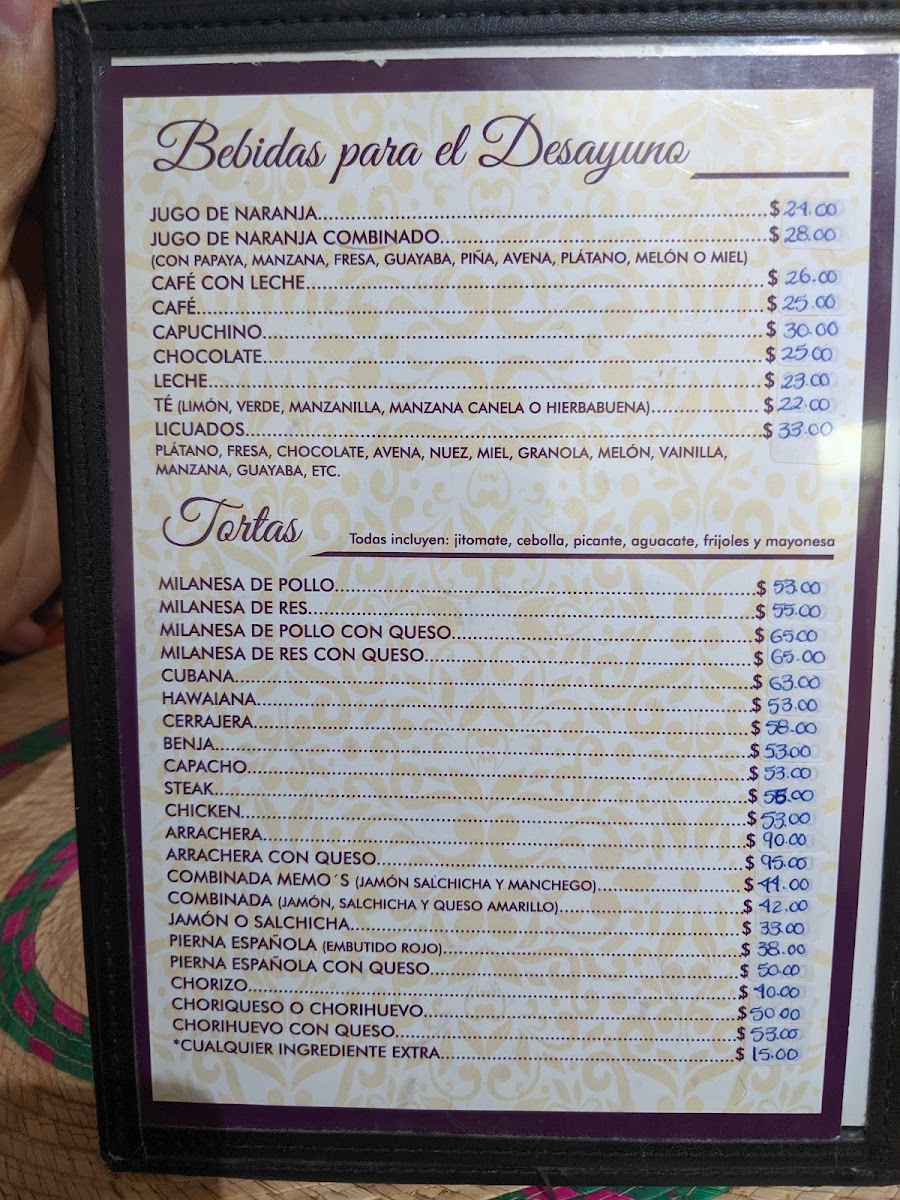 Bebidas para el Desayuno
JUGO DE NARANJA....................$ 24.00
JUGO DE NARANJA COMBINADO....................$ 28.00
(CON PAPAYA, MANZANA, FRESA, GUAYABA, PIÑA, AVENA, PLÁTANO, MELÓN O MIEL)
CAFÉ CON LECHE....................$ 26.00
CAFÉ....................$ 25.00
CAPUCHINO....................$ 30.00
CHOCOLATE....................$ 25.00
LECHE....................$ 23.00
TÉ (LIMÓN, VERDE, MANZANILLA, MANZANA CANELA O HIERBABUENA)....................$ 22.00
LICUADOS....................$ 33.00
PLÁTANO, FRESA, CHOCOLATE, AVENA, NUEZ, MIEL, GRANOLA, MELÓN, VAINILLA,
MANZANA, GUAYABA, ETC.
Tortas Todas incluyen: jitomate, cebolla, picante, aguacate, frijoles y mayonesa
MILANESA DE POLLO....................$ 53.00
MILANESA DE RES....................$ 55.00
MILANESA DE POLLO CON QUESO....................$ 65.00
MILANESA DE RES CON QUESO....................$ 65.00
CUBANA....................$ 63.00
HAWAIANA....................$ 53.00
CERRAJERA....................$ 58.00
BENJA....................$ 53.00
CAPACHO....................$ 53.00
STEAK....................$ 55.00
CHICKEN....................$ 53.00
ARRACHERA....................$ 90.00
ARRACHERA CON QUESO....................$ 95.00
COMBINADA MEMO´S (JAMÓN SALCHICHA Y MANCHEGO)....................$ 44.00
COMBINADA (JAMÓN, SALCHICHA Y QUESO AMARILLO)....................$ 42.00
JAMÓN O SALCHICHA....................$ 33.00
PIERNA ESPAÑOLA (EMBUTIDO ROJO)....................$ 38.00
PIERNA ESPAÑOLA CON QUESO....................$ 50.00
CHORIZO....................$ 40.00
CHORIQUESO O CHORIHUEVO....................$ 50.00
CHORIHUEVO CON QUESO....................$ 53.00
*CUALQUIER INGREDIENTE EXTRA....................$ 15.00